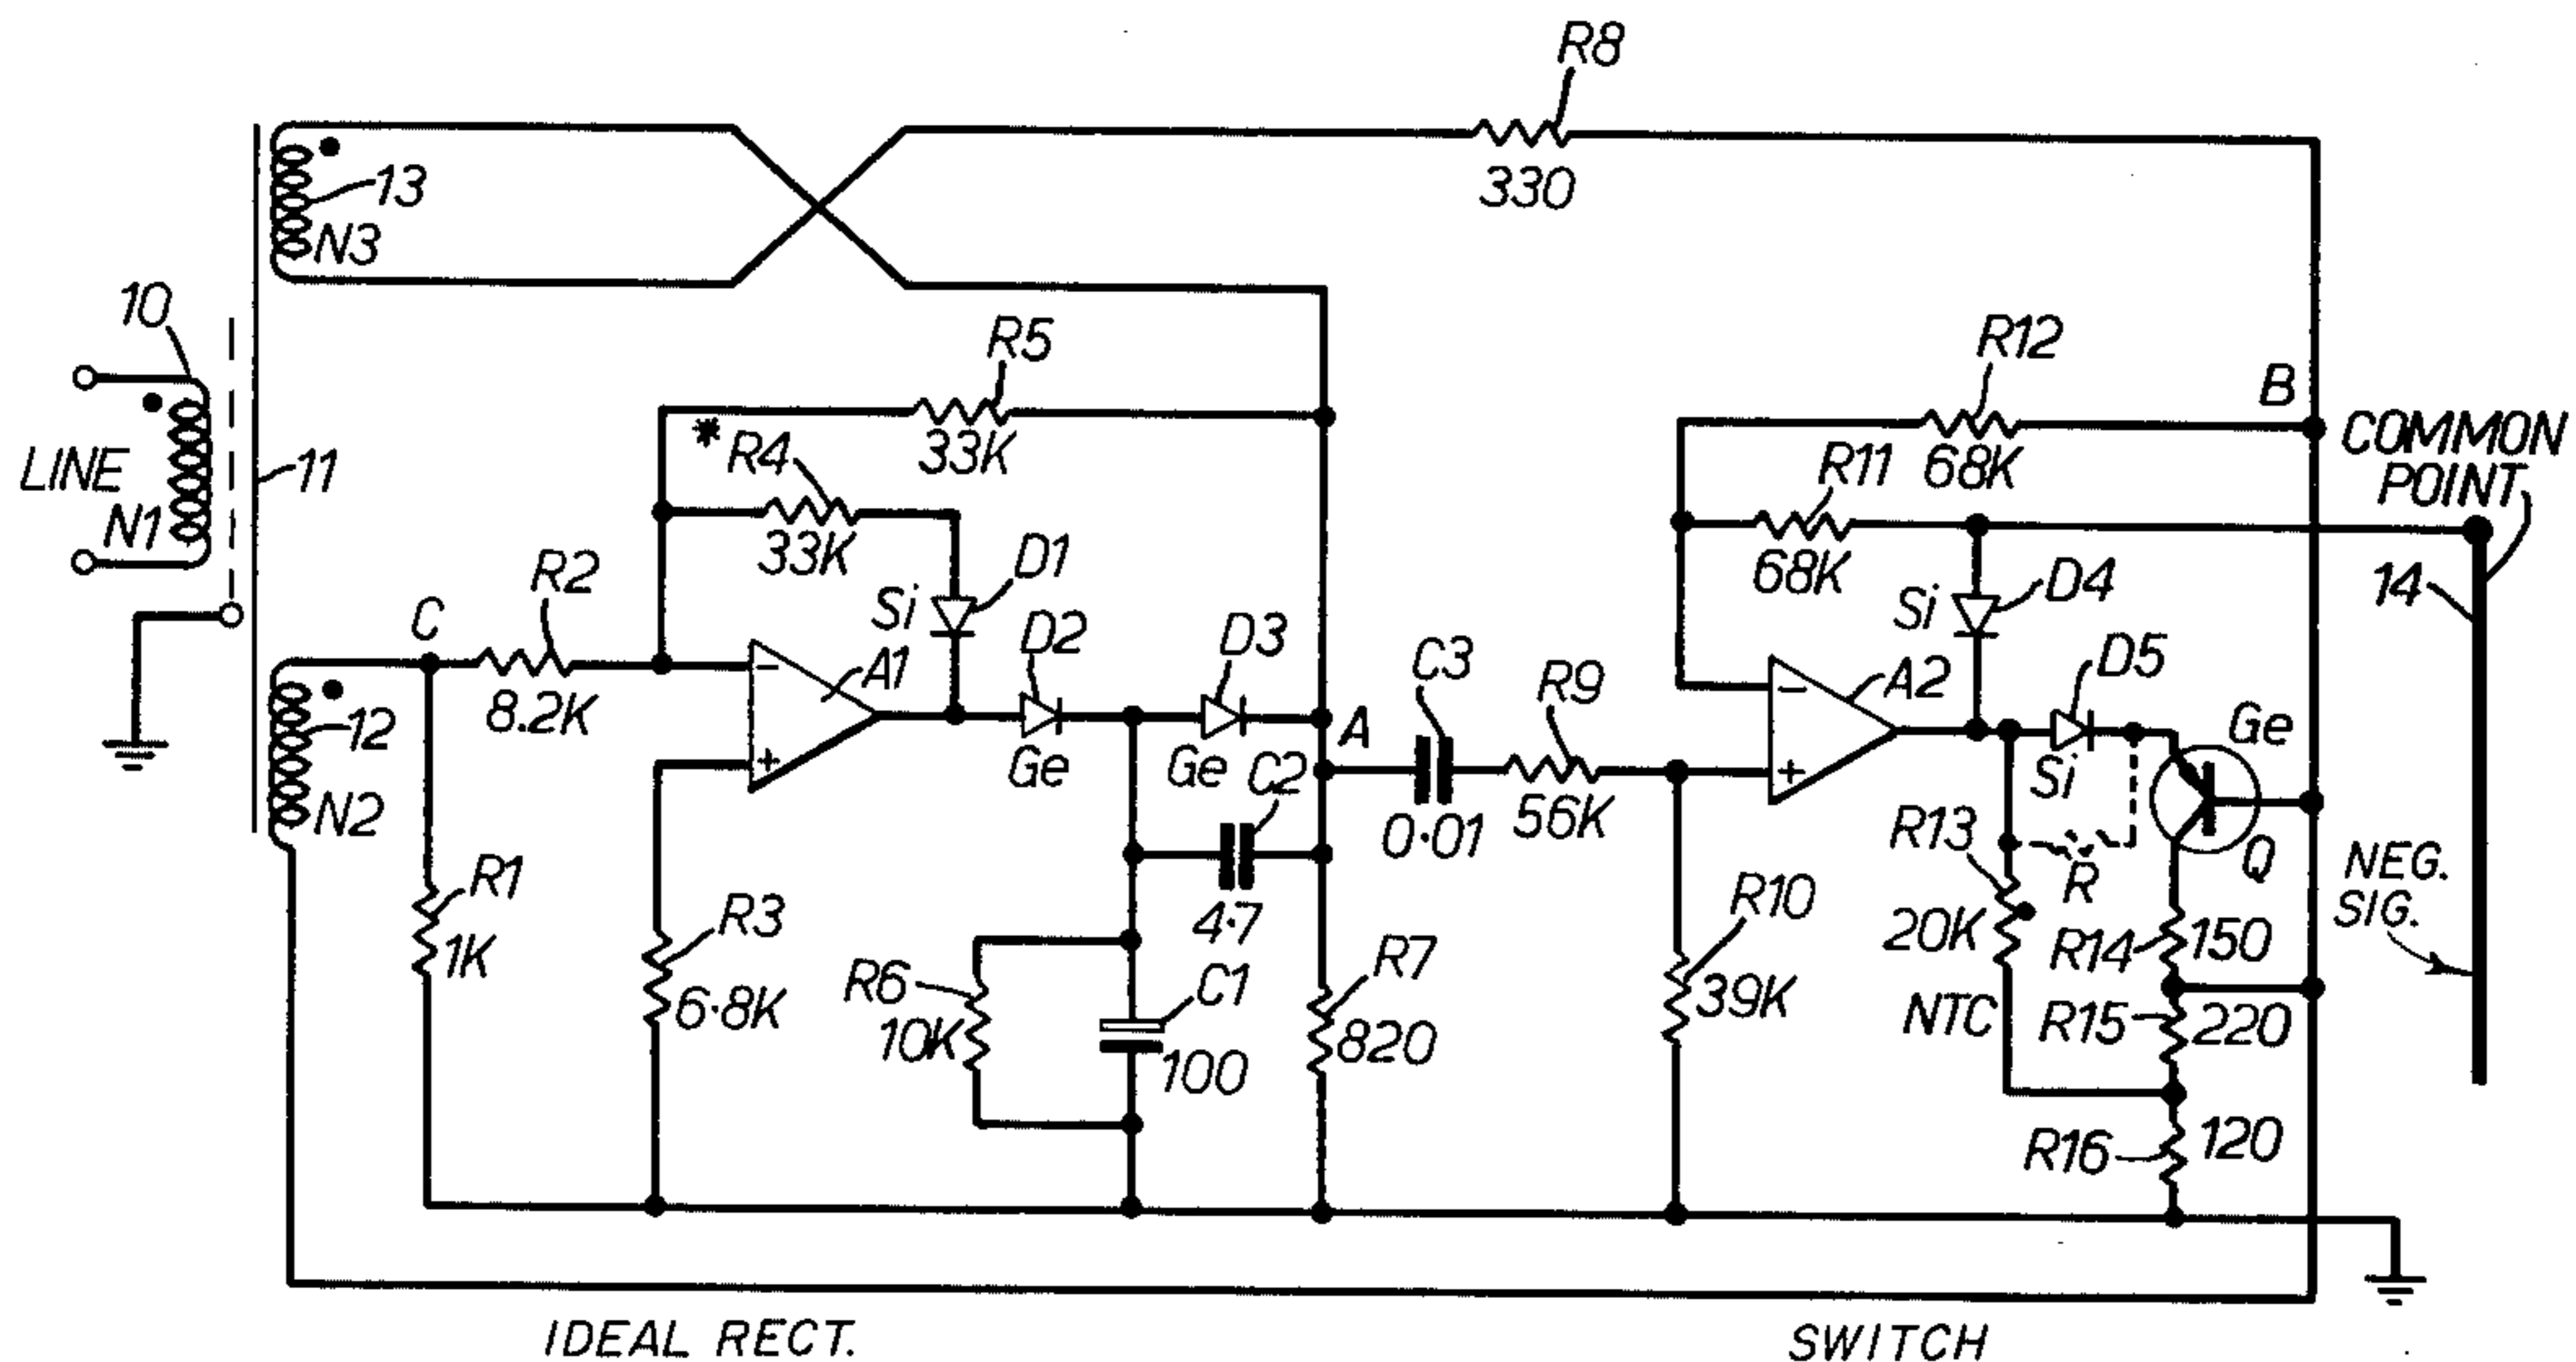 R8
330
13
N3
10
LINE
N1
11
R5
33K
* R4
33K
R12
68K
B
COMMON
POINT
R11
68K
14
C
R2
8.2K
Si
D1
A1
D2
Ge
D3
Ge
A
C3
0.01
R9
56K
A2
Si
D4
D5
Si
Ge
Q
12
N2
R1
1K
R3
6.8K
C2
4.7
R6
10K
C1
100
R7
820
R10
39K
R13
20K
NTC
R
R14
150
R15
220
R16
120
NEG.
SIG.
- +
- +
IDEAL RECT.
SWITCH